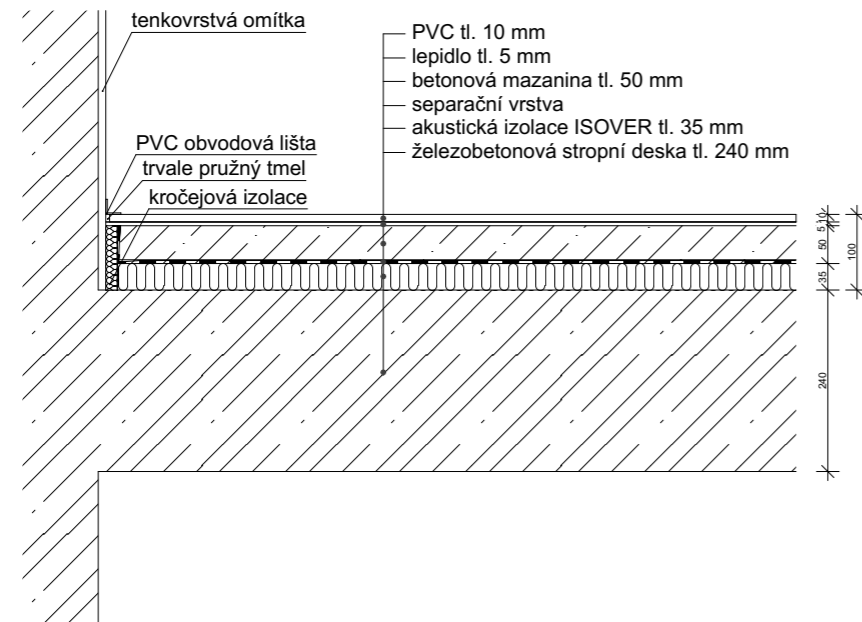 tenkovrstvá omítka
PVC tl. 10 mm
lepidlo tl. 5 mm
betonová mazanina tl. 50 mm
separační vrstva
akustická izolace ISOVER tl. 35 mm
železobetonová stropní deska tl. 240 mm
PVC obvodová lišta
trvale pružný tmel
kročejová izolace
10
5
50
35
100
240